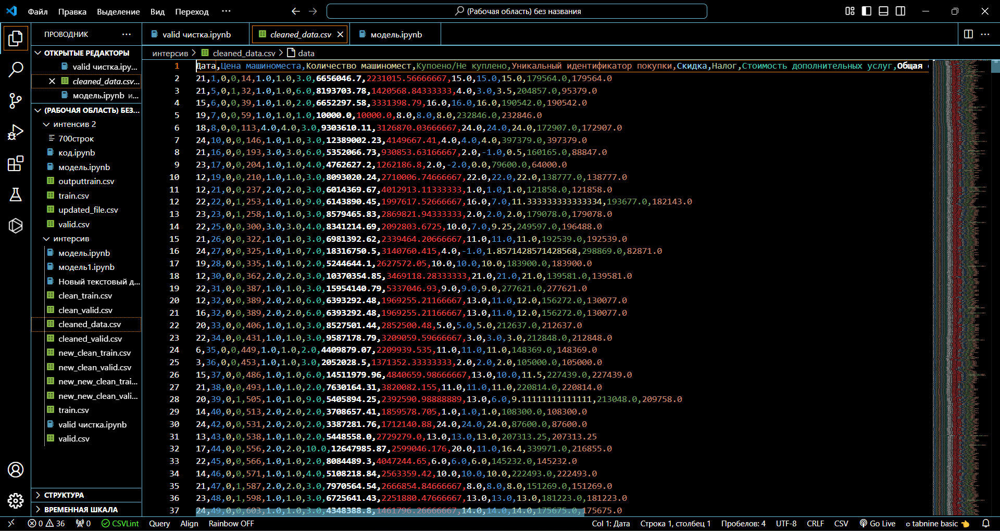 Файл Правка Выделение Вид Переход ··· (Рабочая область) без названия
ПРОВОДНИК ···
ОТКРЫТЫЕ РЕДАКТОРЫ
valid чистка.ipy...
cleaned_data.csv...
модель.ipynb и...
(РАБОЧАЯ ОБЛАСТЬ) БЕЗ...
интенсив 2
700строк
код.ipynb
модель.ipynb
outputtrain.csv
train.csv
updated_file.csv
valid.csv
интерсив
модель.ipynb
модель1.ipynb
Новый текстовый д...
clean_train.csv
clean_valid.csv
cleaned_data.csv
cleaned_valid.csv
new_clean_train.csv
new_clean_valid.csv
new_new_clean_trai...
new_new_clean_vali...
train.csv
valid чистка.ipynb
valid.csv
СТРУКТУРА
ВРЕМЕННАЯ ШКАЛА
valid чистка.ipynb cleaned_data.csv модель.ipynb
интерсив > cleaned_data.csv > data
1 Дата,Цена машиноместа,Количество машиномест,Купоено/Не куплено,Уникальный идентификатор покупки,Скидка,Налог,Стоимость дополнительных услуг,Общая
2 21,1,0,0,14,1.0,1.0,3.0,6656046.7,2231015.56666667,15.0,15.0,15.0,179564.0,179564.0
3 21,5,0,1,32,1.0,1.0,6.0,8193703.78,1420568.84333333,4.0,3.0,3.5,204857.0,95379.0
4 15,6,0,0,39,1.0,1.0,2.0,6652297.58,3331398.79,16.0,16.0,16.0,190542.0,190542.0
5 19,7,0,0,59,1.0,1.0,1.0,10000.0,10000.0,8.0,8.0,8.0,232846.0,232846.0
6 18,8,0,0,113,4.0,4.0,3.0,9303610.11,3126870.03666667,24.0,24.0,24.0,172907.0,172907.0
7 24,10,0,0,146,1.0,1.0,3.0,12389002.23,4149667.41,4.0,4.0,4.0,397379.0,397379.0
8 21,16,0,0,193,3.0,3.0,6.0,5352066.73,930853.63166667,2.0,-1.0,0.5,160165.0,88847.0
9 23,17,0,0,204,1.0,1.0,4.0,4762627.2,1262186.8,2.0,-2.0,0.0,79600.0,64000.0
10 12,19,0,0,210,1.0,1.0,3.0,8093020.24,2710006.74666667,22.0,22.0,22.0,138777.0,138777.0
11 12,21,0,0,237,2.0,2.0,3.0,6014369.67,4012913.11333333,1.0,1.0,1.0,121858.0,121858.0
12 22,22,0,1,253,1.0,1.0,9.0,6143890.45,1997617.52666667,16.0,7.0,11.333333333333334,193677.0,182143.0
13 23,23,0,1,258,1.0,1.0,3.0,8579465.83,2869821.94333333,2.0,2.0,2.0,179078.0,179078.0
14 22,25,0,0,300,3.0,3.0,4.0,8341214.69,2092803.6725,10.0,7.0,9.25,249597.0,196488.0
15 21,26,0,0,322,1.0,1.0,3.0,6981392.62,2339464.20666667,11.0,11.0,11.0,192539.0,192539.0
16 24,27,0,0,325,1.0,1.0,7.0,18316750.5,3140760.415,4.0,-1.0,1.8571428571428568,298869.0,82871.0
17 19,28,0,0,335,1.0,1.0,2.0,5244644.1,2627572.05,10.0,10.0,10.0,183900.0,183900.0
18 12,30,0,0,362,2.0,2.0,3.0,10370354.85,3469118.28333333,21.0,21.0,21.0,139581.0,139581.0
19 22,31,0,0,387,1.0,1.0,3.0,15954140.79,5337046.93,9.0,9.0,9.0,277621.0,277621.0
20 12,32,0,0,389,2.0,2.0,6.0,6393292.48,1969255.21166667,13.0,11.0,12.0,156272.0,130077.0
21 16,32,0,0,389,2.0,2.0,6.0,6393292.48,1969255.21166667,13.0,11.0,12.0,156272.0,130077.0
22 20,33,0,0,406,1.0,1.0,3.0,8527501.44,2852500.48,5.0,5.0,5.0,212637.0,212637.0
23 22,34,0,0,431,1.0,1.0,3.0,9587178.79,3209059.59666667,3.0,3.0,3.0,212848.0,212848.0
24 6,35,0,0,449,1.0,1.0,2.0,4409879.07,2209939.535,11.0,11.0,11.0,148369.0,148369.0
25 3,36,0,0,453,1.0,1.0,3.0,2052028.5,1371352.33333333,2.0,2.0,2.0,105000.0,105000.0
26 15,37,0,0,486,1.0,1.0,6.0,14511979.96,4840659.98666667,13.0,10.0,11.5,227439.0,227439.0
27 21,38,0,0,493,1.0,1.0,2.0,7630164.31,3820082.155,11.0,11.0,11.0,220814.0,220814.0
28 20,39,0,1,505,1.0,1.0,9.0,5405894.25,2392590.98888889,13.0,6.0,9.11111111111111,213048.0,209758.0
29 14,40,0,0,513,2.0,2.0,2.0,3708657.41,1859578.705,1.0,1.0,1.0,108300.0,108300.0
30 24,42,0,0,531,2.0,2.0,2.0,3387281.76,1712140.88,24.0,24.0,24.0,87600.0,87600.0
31 13,43,0,0,538,1.0,1.0,2.0,5448558.0,2729279.0,13.0,13.0,13.0,207313.25,207313.25
32 17,44,0,0,556,2.0,2.0,10.0,12647985.87,2599046.176,20.0,11.0,16.4,339971.0,216855.0
33 22,45,0,0,566,1.0,1.0,2.0,8084489.3,4047244.65,6.0,6.0,6.0,145232.0,145232.0
34 14,46,0,0,571,1.0,1.0,4.0,5108218.84,2563359.42,10.0,10.0,10.0,222493.0,222493.0
35 21,47,0,1,587,2.0,2.0,3.0,7970564.54,2666854.84666667,8.0,8.0,8.0,151269.0,151269.0
36 23,48,0,1,598,1.0,1.0,3.0,6725641.43,2251880.47666667,13.0,13.0,13.0,181223.0,181223.0
37 24,49,0,0,603,1.0,1.0,3.0,4348388.8,1461796.26666667,14.0,14.0,14.0,175675.0,175675.0
0 36 0 CSVLint Query Align Rainbow OFF Col 1: Дата Строка 1, столбец 1 Пробелов: 4 UTF-8 CRLF CSV Go Live tabnine basic